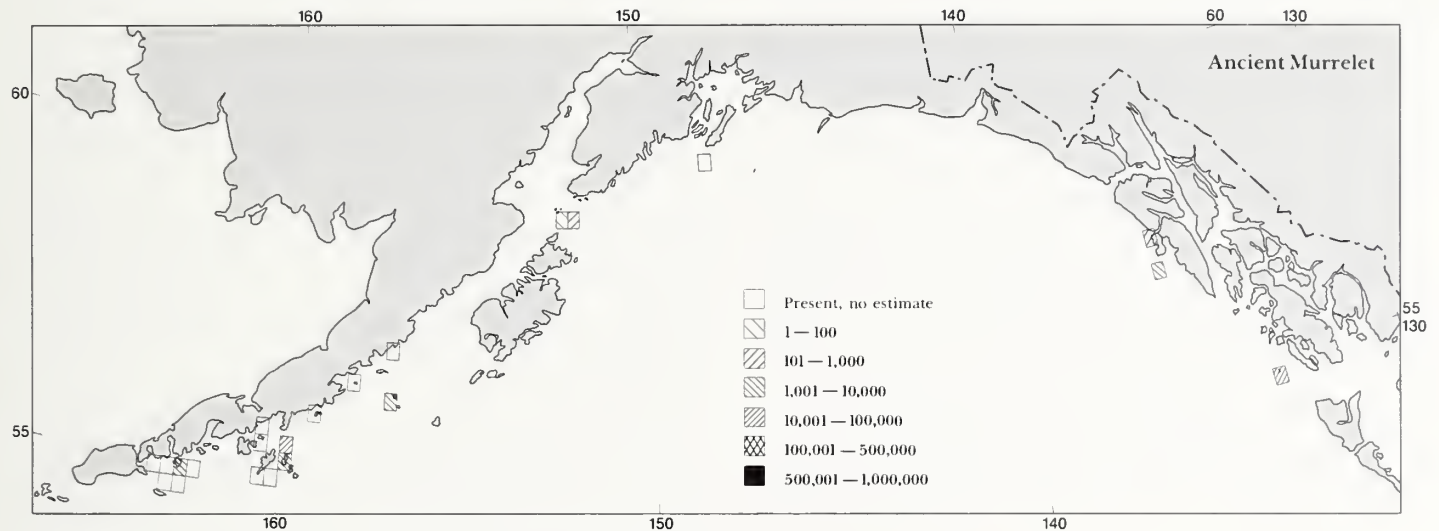 160 150 140 60 130
Ancient Murrelet
60
Present, no estimate
55
130
1 — 100
101 — 1,000
1,001 — 10,000
10,001 — 100,000
55
100,001 — 500,000
500,001 — 1,000,000
160 150 140